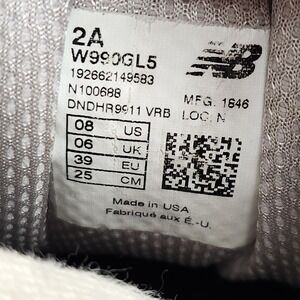 2A
W990GL5
192662149583
N100688
DNDHR9911 VRB
MFG. 1846
LOC. N
08 US
06 UK
39 EU
25 CM
Made in USA
Fabriqué aux É.-U.